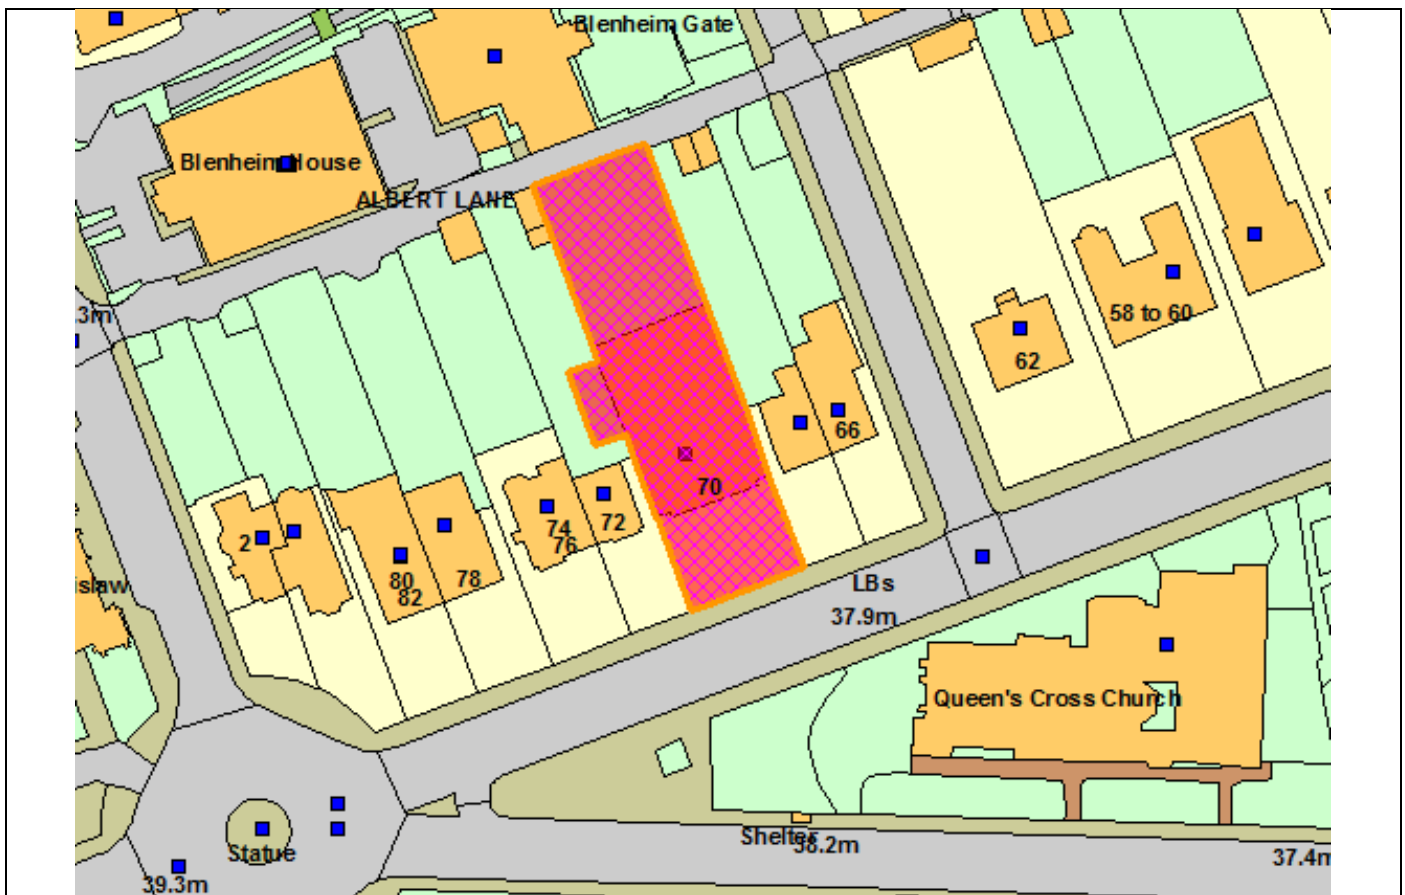 Blenheim Gate
Blenheim House
ALBERT LANE
.3m
58 to 60
62
66
70
72
74
76
2
78
80
82
islaw
LBs
37.9m
Queen's Cross Church
Shelter
38.2m
Statue
37.4m
39.3m